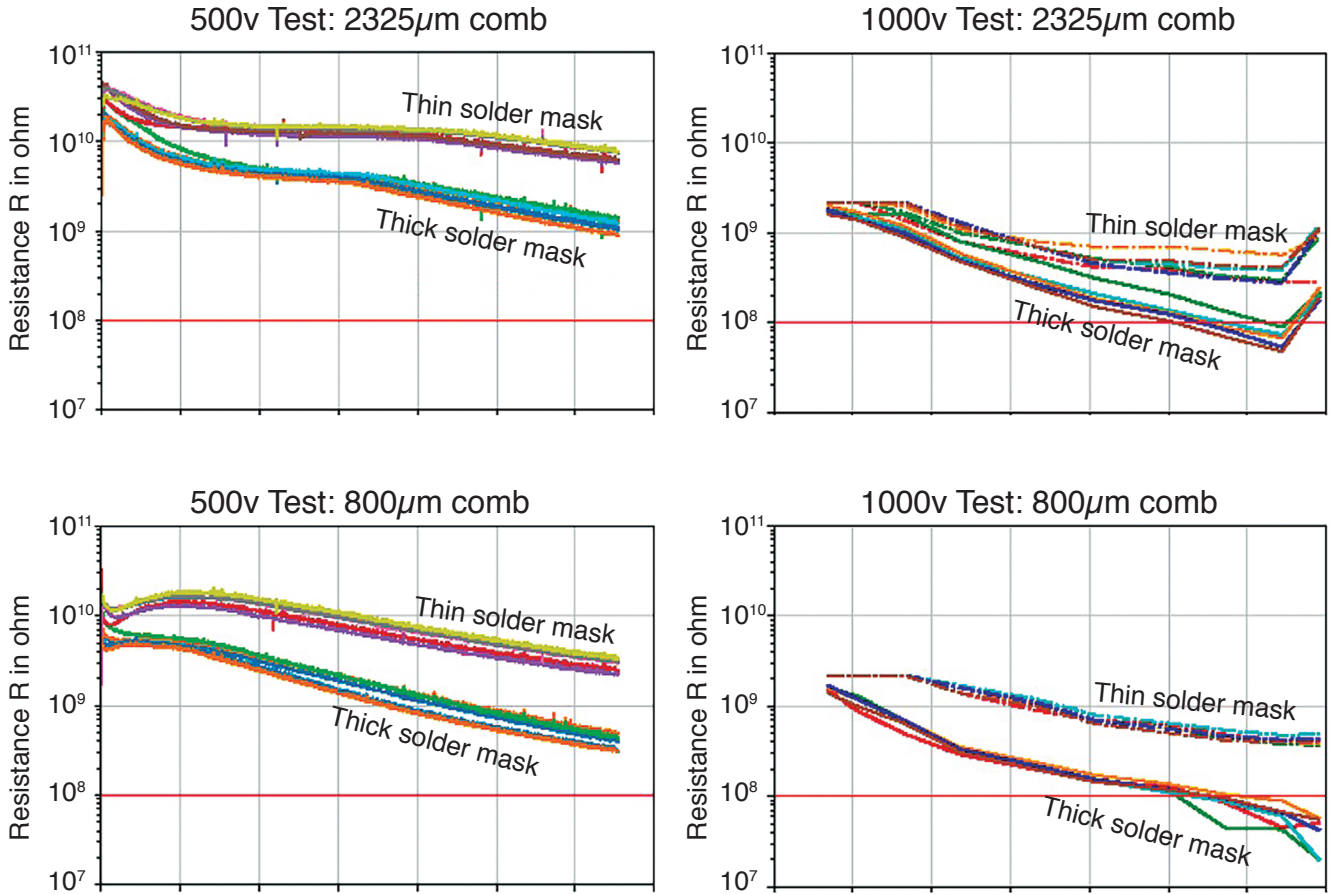 500v Test: 2325µm comb
Resistance R in ohm
10¹¹
10¹⁰
10⁹
10⁸
10⁷
Thin solder mask
Thick solder mask
1000v Test: 2325µm comb
Resistance R in ohm
10¹¹
10¹⁰
10⁹
10⁸
10⁷
Thin solder mask
Thick solder mask
500v Test: 800µm comb
Resistance R in ohm
10¹¹
10¹⁰
10⁹
10⁸
10⁷
Thin solder mask
Thick solder mask
1000v Test: 800µm comb
Resistance R in ohm
10¹¹
10¹⁰
10⁹
10⁸
10⁷
Thin solder mask
Thick solder mask